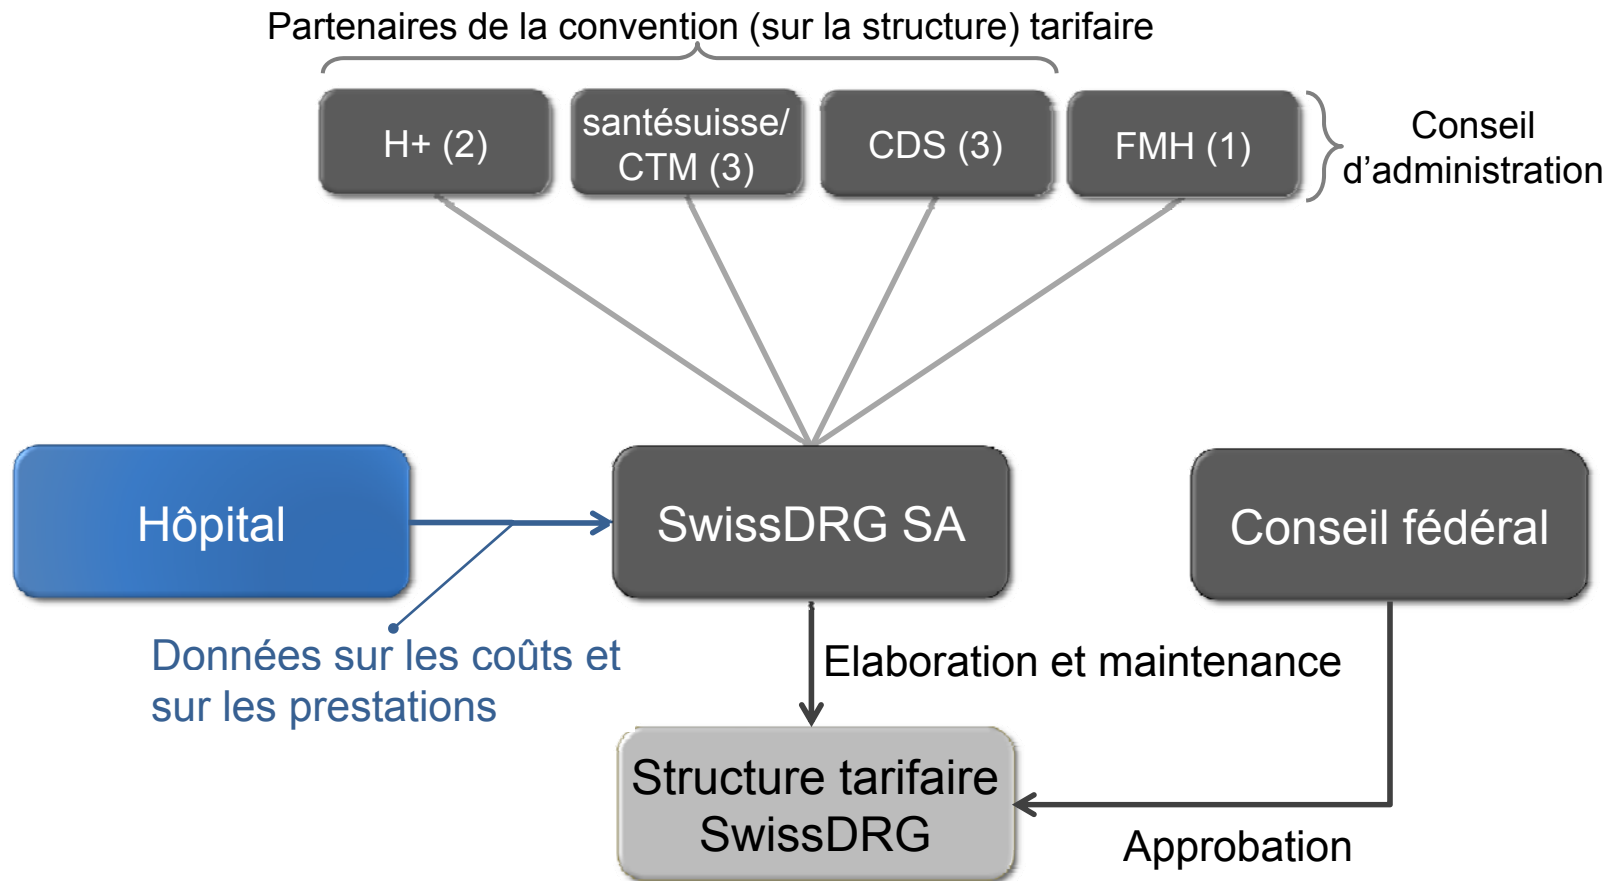 Partenaires de la convention (sur la structure) tarifaire
H+ (2)
santésuisse/
CTM (3)
CDS (3)
FMH (1)
Conseil
d’administration
Hôpital
SwissDRG SA
Conseil fédéral
Données sur les coûts et
sur les prestations
Elaboration et maintenance
Structure tarifaire
SwissDRG
Approbation